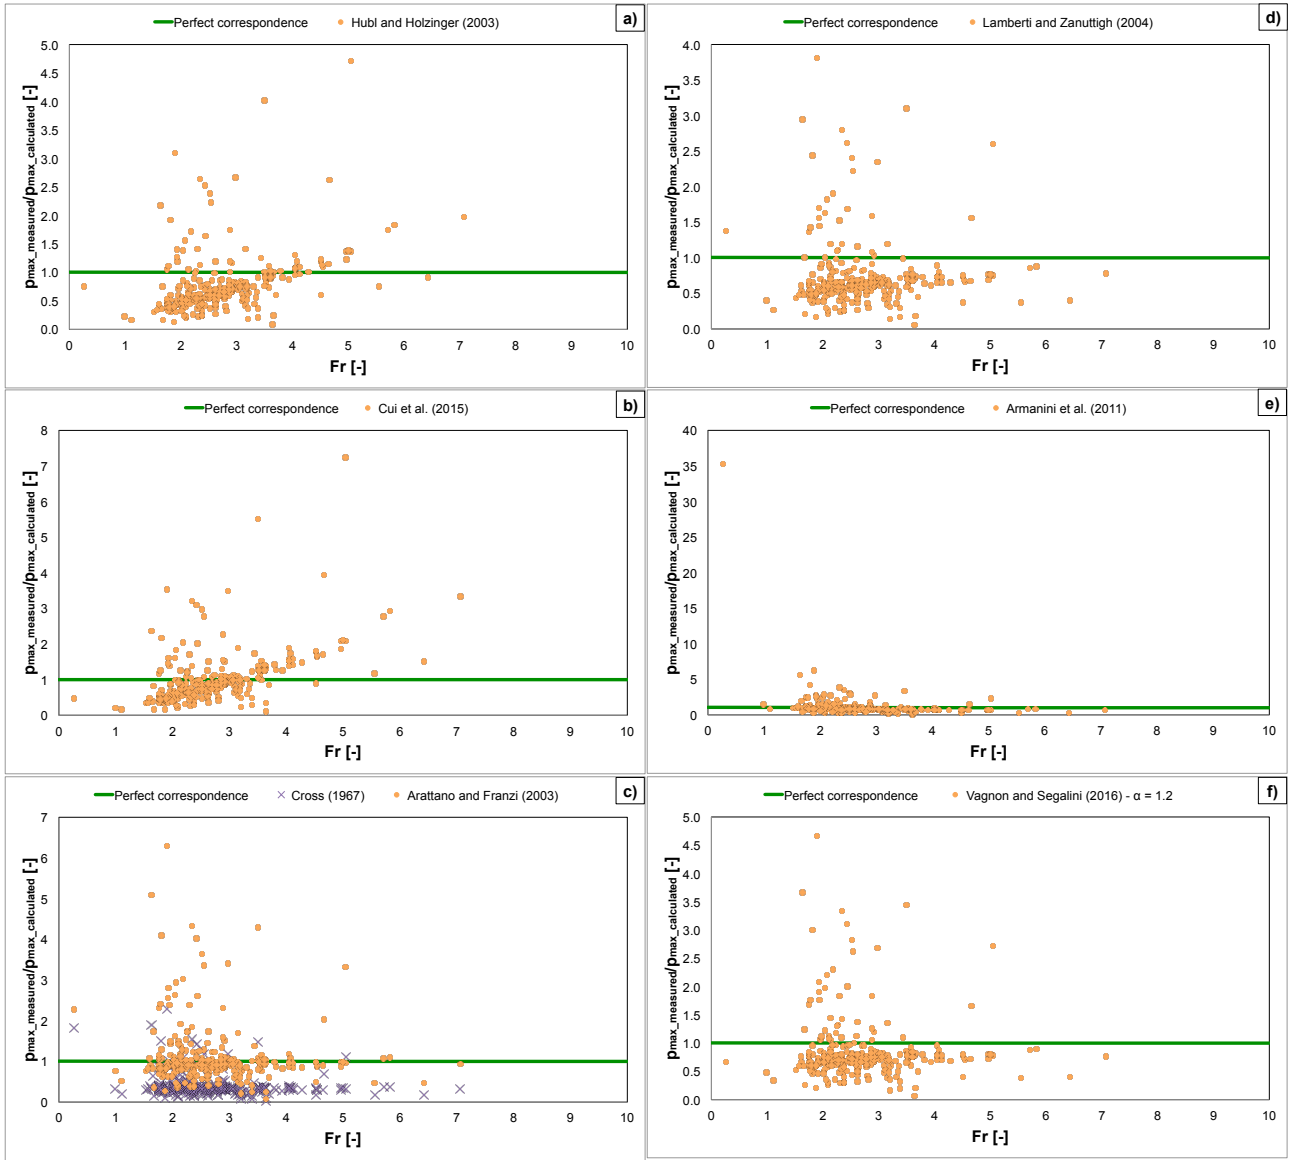 Perfect correspondence Hubl and Holzinger (2003) a)
5.0
4.5
4.0
3.5
3.0
2.5
2.0
1.5
1.0
0.5
0.0
pmax_measured/pmax_calculated [-]
0 1 2 3 4 5 6 7 8 9 10
Fr [-]
Perfect correspondence Cui et al. (2015) b)
8
7
6
5
4
3
2
1
0
pmax_measured/pmax_calculated [-]
0 1 2 3 4 5 6 7 8 9 10
Fr [-]
Perfect correspondence Cross (1967) Arattano and Franzi (2003) c)
7
6
5
4
3
2
1
0
pmax_measured/pmax_calculated [-]
0 1 2 3 4 5 6 7 8 9 10
Fr [-]
Perfect correspondence Lamberti and Zanuttigh (2004) d)
4.0
3.5
3.0
2.5
2.0
1.5
1.0
0.5
0.0
pmax_measured/pmax_calculated [-]
0 1 2 3 4 5 6 7 8 9 10
Fr [-]
Perfect correspondence Armanini et al. (2011) e)
40
35
30
25
20
15
10
5
0
pmax_measured/pmax_calculated [-]
0 1 2 3 4 5 6 7 8 9 10
Fr [-]
Perfect correspondence Vagnon and Segalini (2016) - α = 1.2 f)
5.0
4.5
4.0
3.5
3.0
2.5
2.0
1.5
1.0
0.5
0.0
pmax_measured/pmax_calculated [-]
0 1 2 3 4 5 6 7 8 9 10
Fr [-]